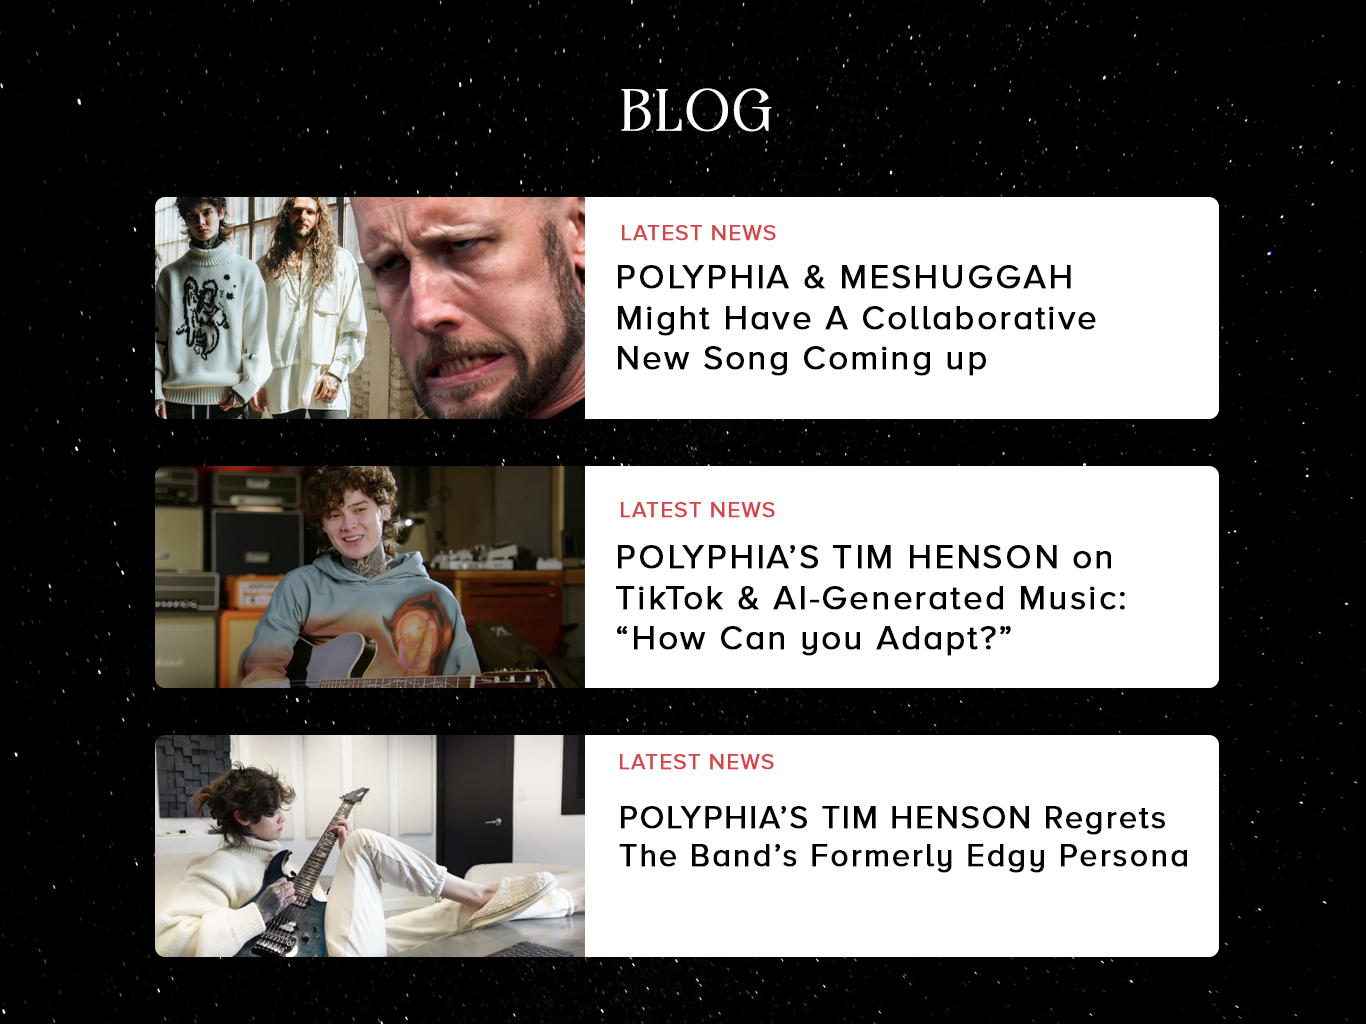 BLOG
LATEST NEWS
POLYPHIA & MESHUGGAH
Might Have A Collaborative
New Song Coming up
LATEST NEWS
POLYPHIA’S TIM HENSON on
TikTok & AI-Generated Music:
“How Can you Adapt?”
LATEST NEWS
POLYPHIA’S TIM HENSON Regrets
The Band’s Formerly Edgy Persona